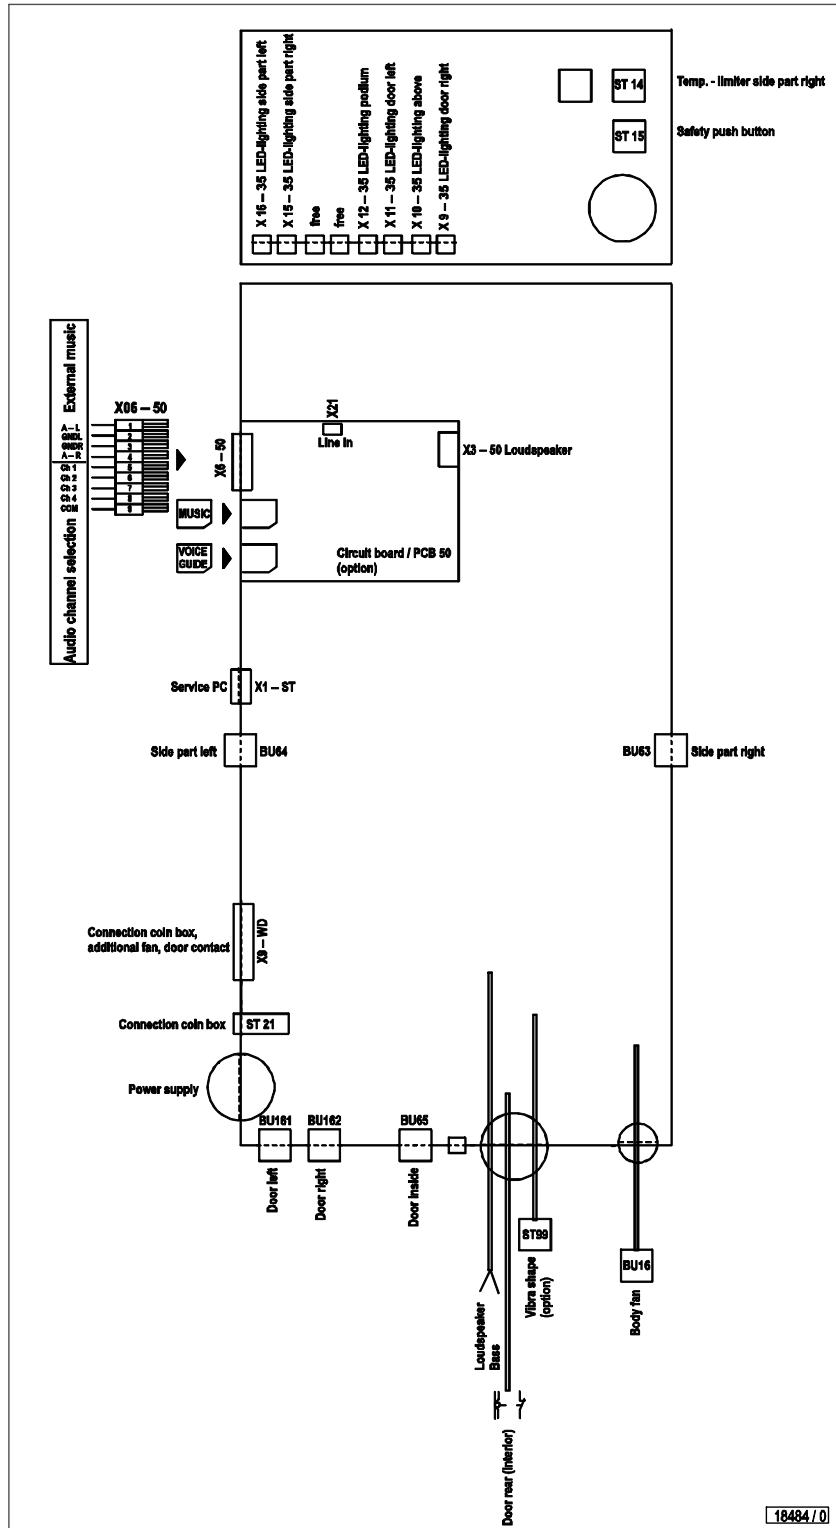 X 16 – 35 LED-lighting side part left
X 15 – 35 LED-lighting side part right
free
free
X 12 – 35 LED-lighting podium
X 11 – 35 LED-lighting door left
X 10 – 35 LED-lighting above
X 9 – 35 LED-lighting door right
ST 14
Temp. - limiter side part right
ST 15
Safety push button
External music
Audio channel selection
X06 – 50
A – L
GNDL
GNDR
A – R
Ch 1
Ch 2
Ch 3
Ch 4
COM
1
2
3
4
5
6
7
8
9
X6 – 50
X21
Line in
X3 – 50 Loudspeaker
MUSIC
VOICE
GUIDE
Circuit board / PCB 50
(option)
Service PC
X1 – ST
Side part left
BU64
BU63
Side part right
Connection coin box,
additional fan, door contact
X9 – WD
Connection coin box
ST 21
Power supply
BU161
BU162
BU65
Door left
Door right
Door inside
ST99
Vibra shape
(option)
BU16
Body fan
Loudspeaker
Bass
Door rear (interior)
18484 / 0